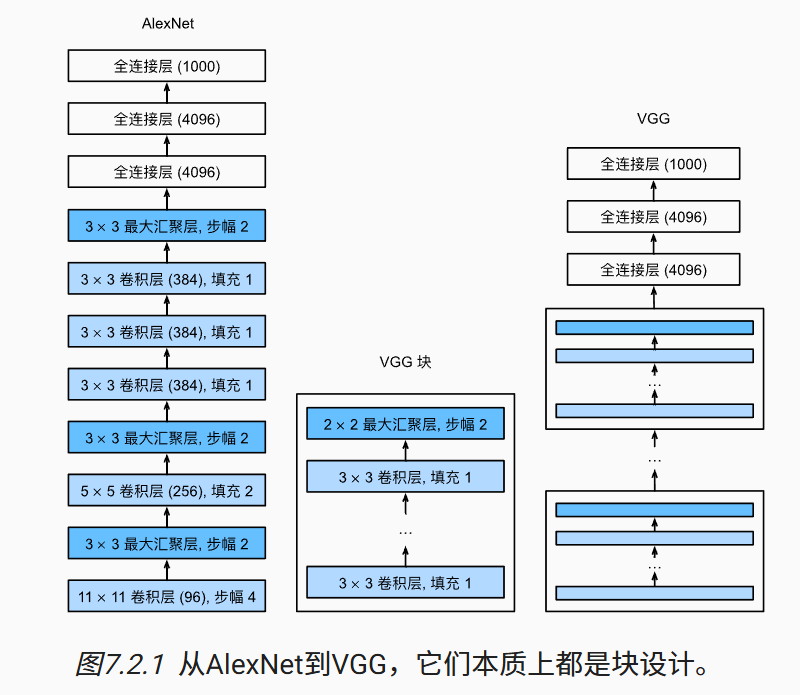 AlexNet
全连接层 (1000)
全连接层 (4096)
全连接层 (4096)
3 × 3 最大汇聚层, 步幅 2
3 × 3 卷积层 (384), 填充 1
3 × 3 卷积层 (384), 填充 1
3 × 3 卷积层 (384), 填充 1
3 × 3 最大汇聚层, 步幅 2
5 × 5 卷积层 (256), 填充 2
3 × 3 最大汇聚层, 步幅 2
11 × 11 卷积层 (96), 步幅 4
VGG 块
2 × 2 最大汇聚层, 步幅 2
3 × 3 卷积层, 填充 1
...
3 × 3 卷积层, 填充 1
VGG
全连接层 (1000)
全连接层 (4096)
全连接层 (4096)
...
...
...
图7.2.1 从AlexNet到VGG，它们本质上都是块设计。